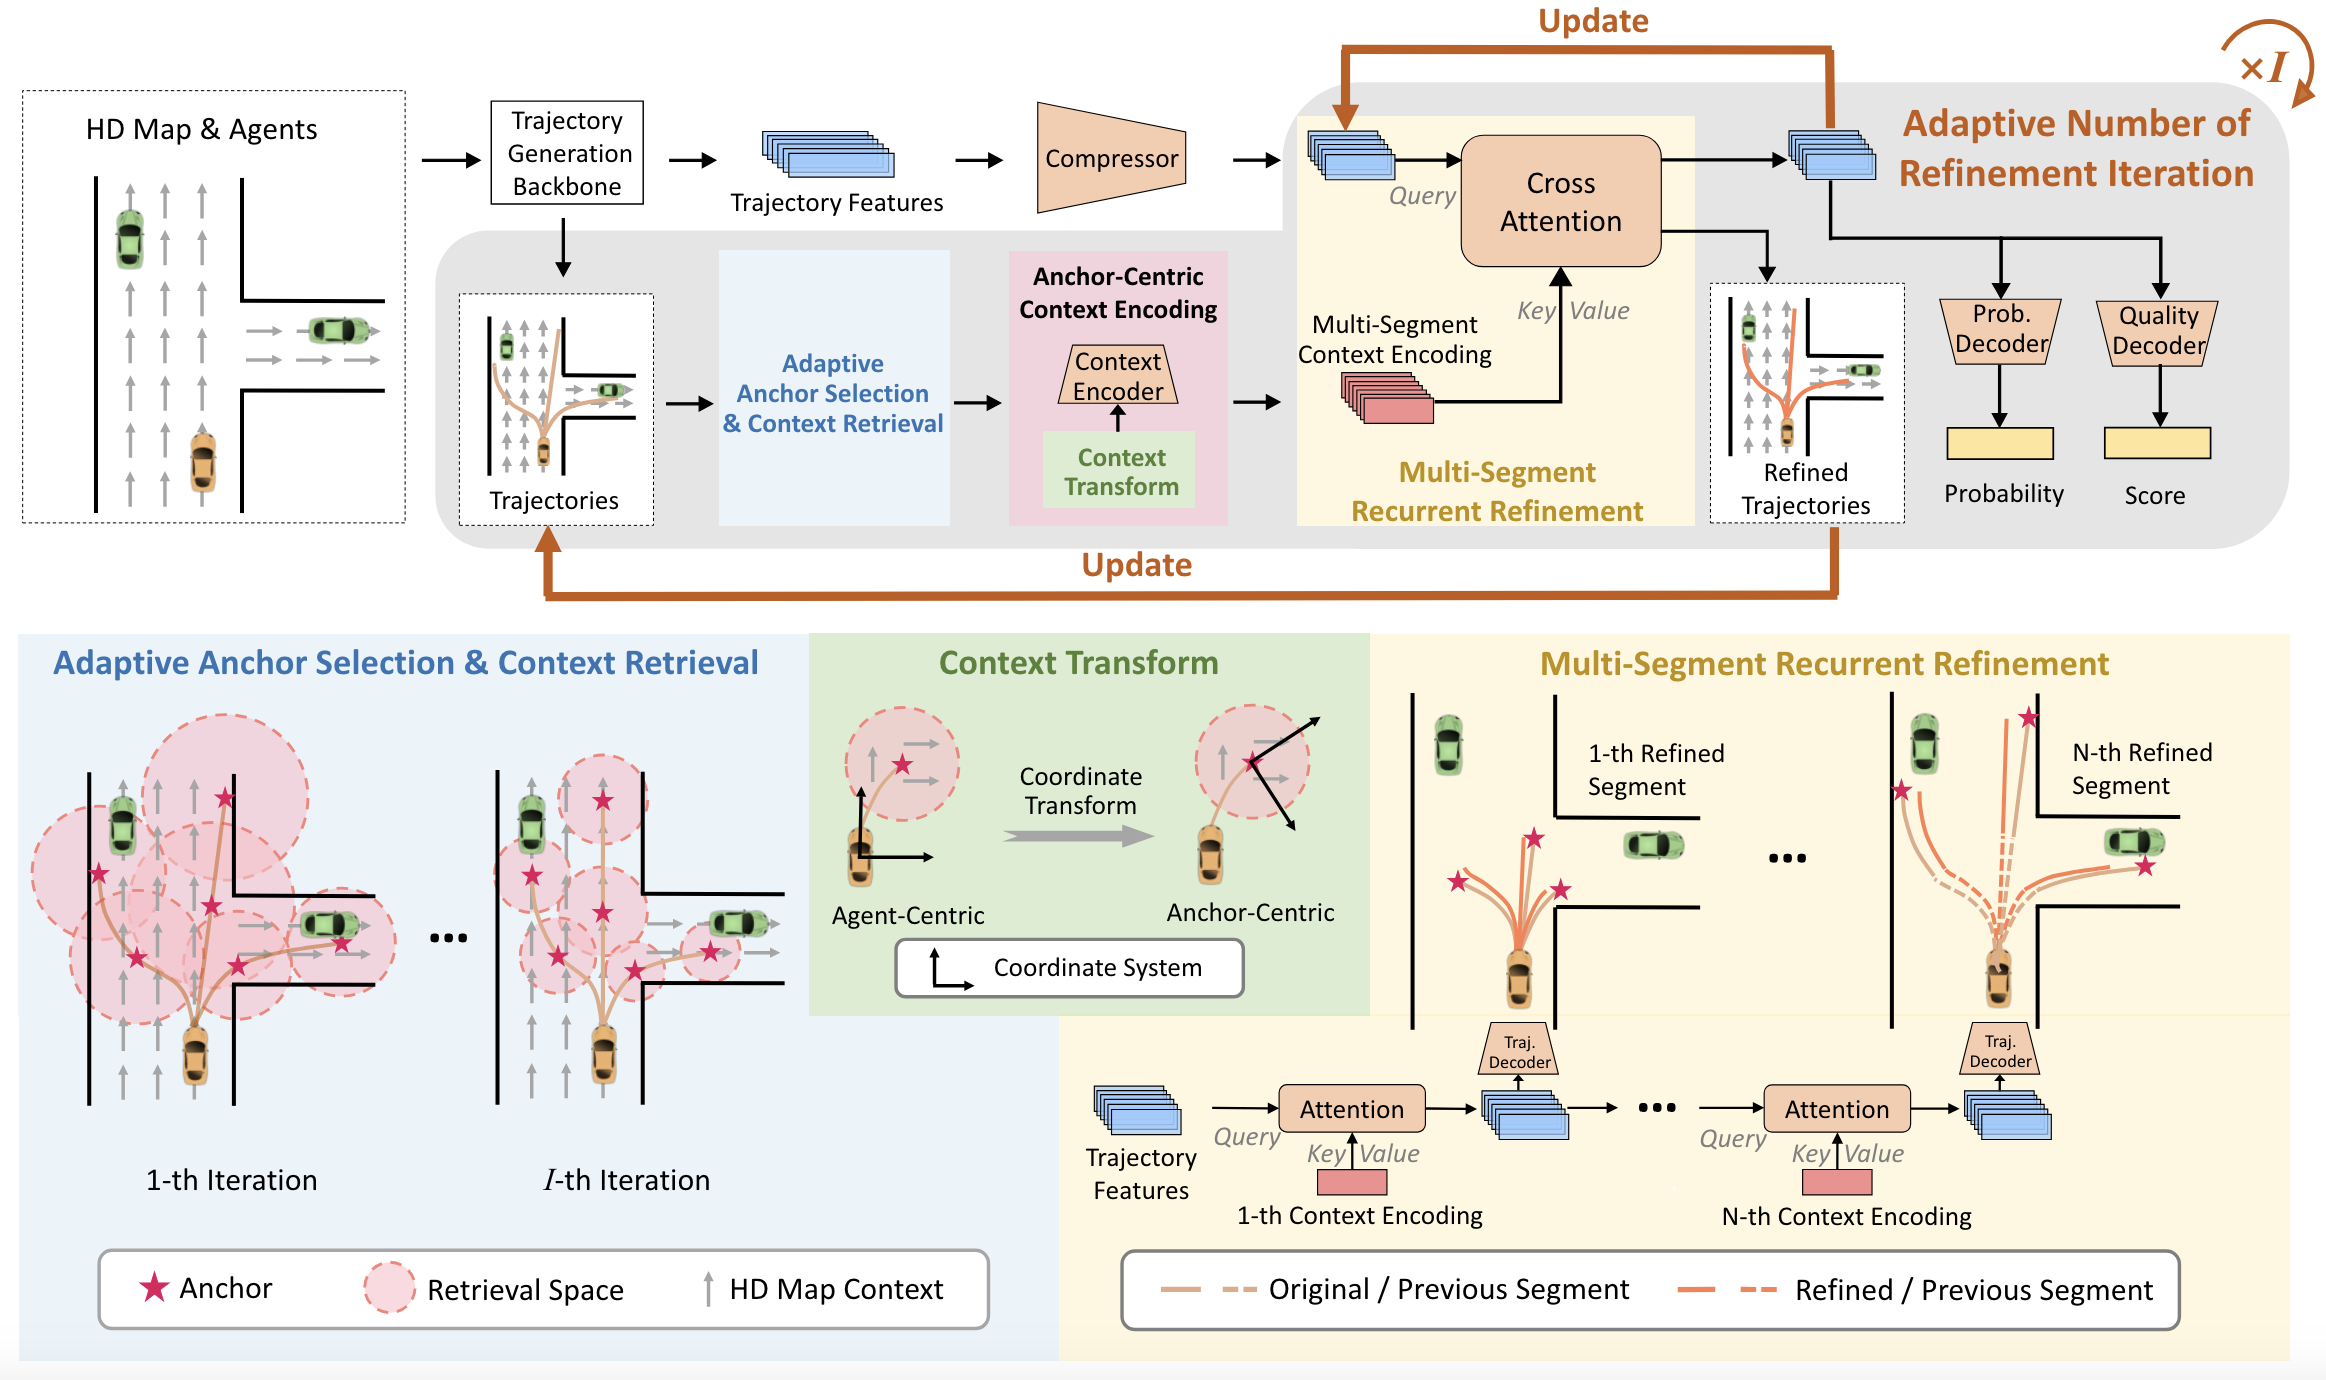 Update
×I
HD Map & Agents
Trajectory
Generation
Backbone
Trajectory Features
Compressor
Query
Cross
Attention
Adaptive Number of
Refinement Iteration
Trajectories
Adaptive
Anchor Selection
& Context Retrieval
Anchor-Centric
Context Encoding
Context
Encoder
Context
Transform
Multi-Segment
Context Encoding
Key Value
Multi-Segment
Recurrent Refinement
Refined
Trajectories
Prob.
Decoder
Probability
Quality
Decoder
Score
Update
Adaptive Anchor Selection & Context Retrieval
1-th Iteration
...
I-th Iteration
Anchor
Retrieval Space
HD Map Context
Context Transform
Coordinate
Transform
Agent-Centric
Anchor-Centric
Coordinate System
Multi-Segment Recurrent Refinement
1-th Refined
Segment
...
N-th Refined
Segment
Traj.
Decoder
Traj.
Decoder
Trajectory
Features
Query
Attention
Key Value
1-th Context Encoding
...
Query
Attention
Key Value
N-th Context Encoding
Original / Previous Segment
Refined / Previous Segment